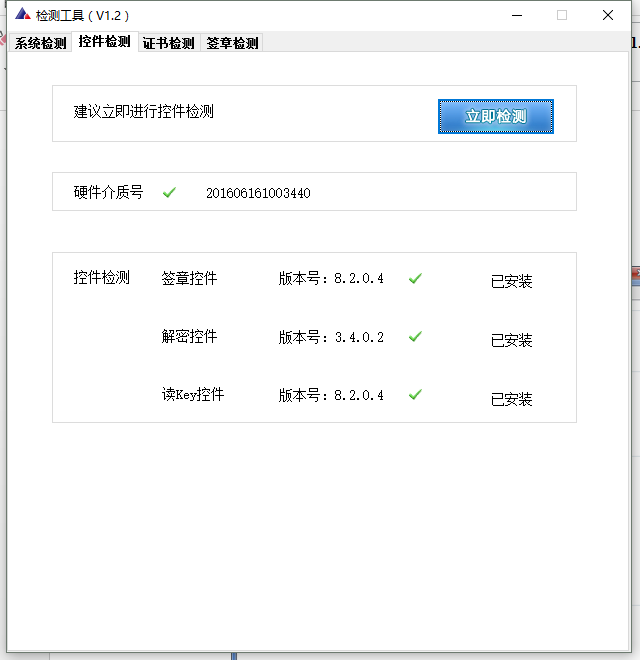 检测工具（V1.2）
系统检测 控件检测 证书检测 签章检测
建议立即进行控件检测 立即检测
硬件介质号 201606161003440
控件检测 签章控件 版本号：8.2.0.4 已安装
解密控件 版本号：3.4.0.2 已安装
读Key控件 版本号：8.2.0.4 已安装